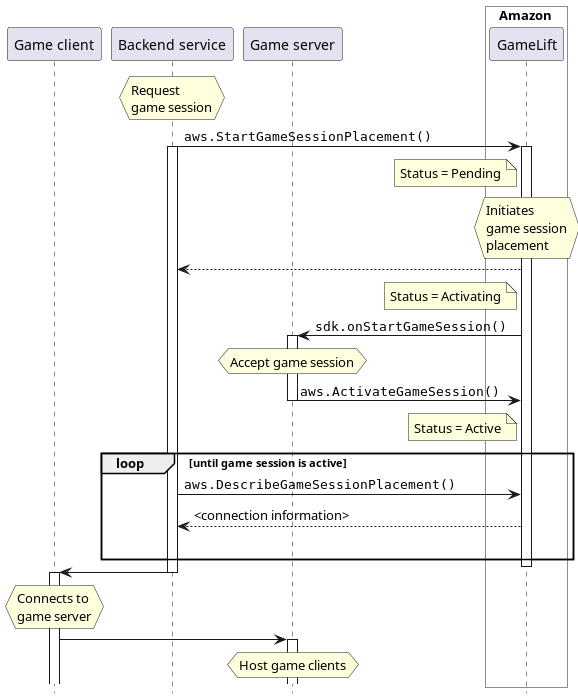 Amazon
Game client
Backend service
Game server
GameLift
Request
game session
aws.StartGameSessionPlacement()
Status = Pending
Initiates
game session
placement
Status = Activating
sdk.onStartGameSession()
Accept game session
aws.ActivateGameSession()
Status = Active
loop
[until game session is active]
aws.DescribeGameSessionPlacement()
<connection information>
Connects to
game server
Host game clients